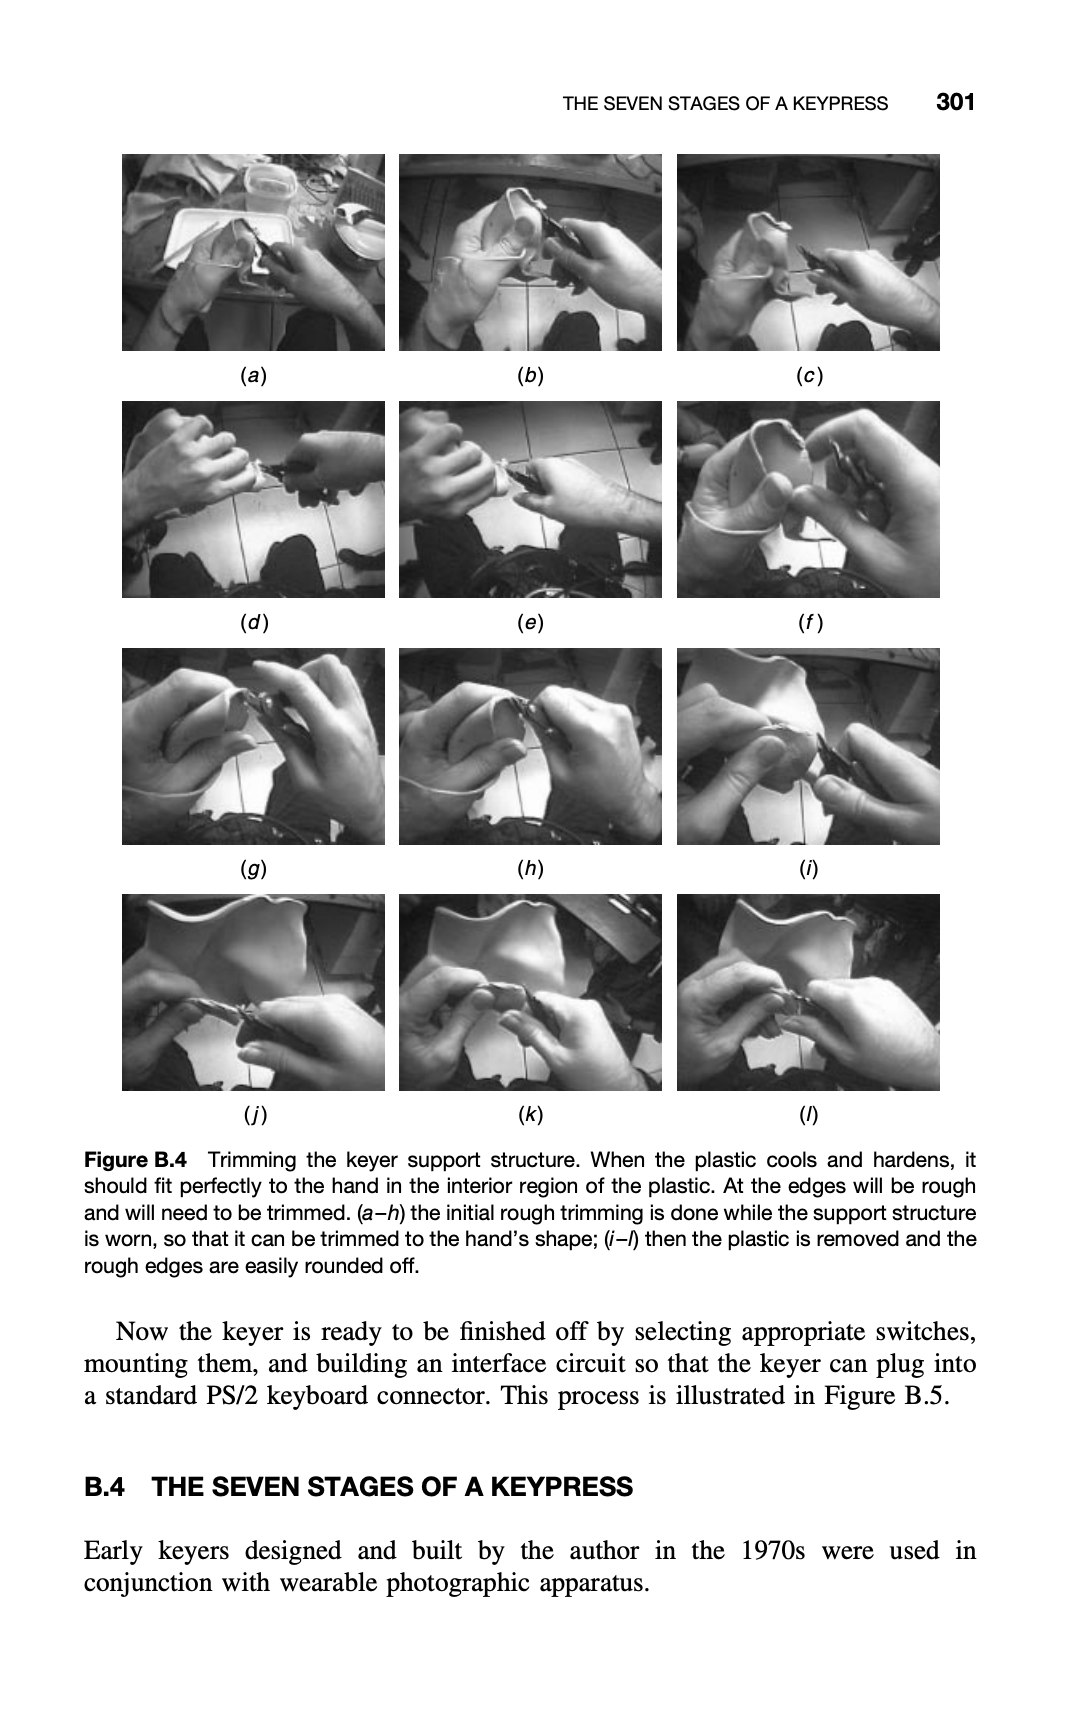 THE SEVEN STAGES OF A KEYPRESS 301
(a) (b) (c)
(d) (e) (f)
(g) (h) (i)
(j) (k) (l)
Figure B.4 Trimming the keyer support structure. When the plastic cools and hardens, it
should fit perfectly to the hand in the interior region of the plastic. At the edges will be rough
and will need to be trimmed. (a–h) the initial rough trimming is done while the support structure
is worn, so that it can be trimmed to the hand's shape; (i–l) then the plastic is removed and the
rough edges are easily rounded off.
Now the keyer is ready to be finished off by selecting appropriate switches,
mounting them, and building an interface circuit so that the keyer can plug into
a standard PS/2 keyboard connector. This process is illustrated in Figure B.5.
B.4 THE SEVEN STAGES OF A KEYPRESS
Early keyers designed and built by the author in the 1970s were used in
conjunction with wearable photographic apparatus.